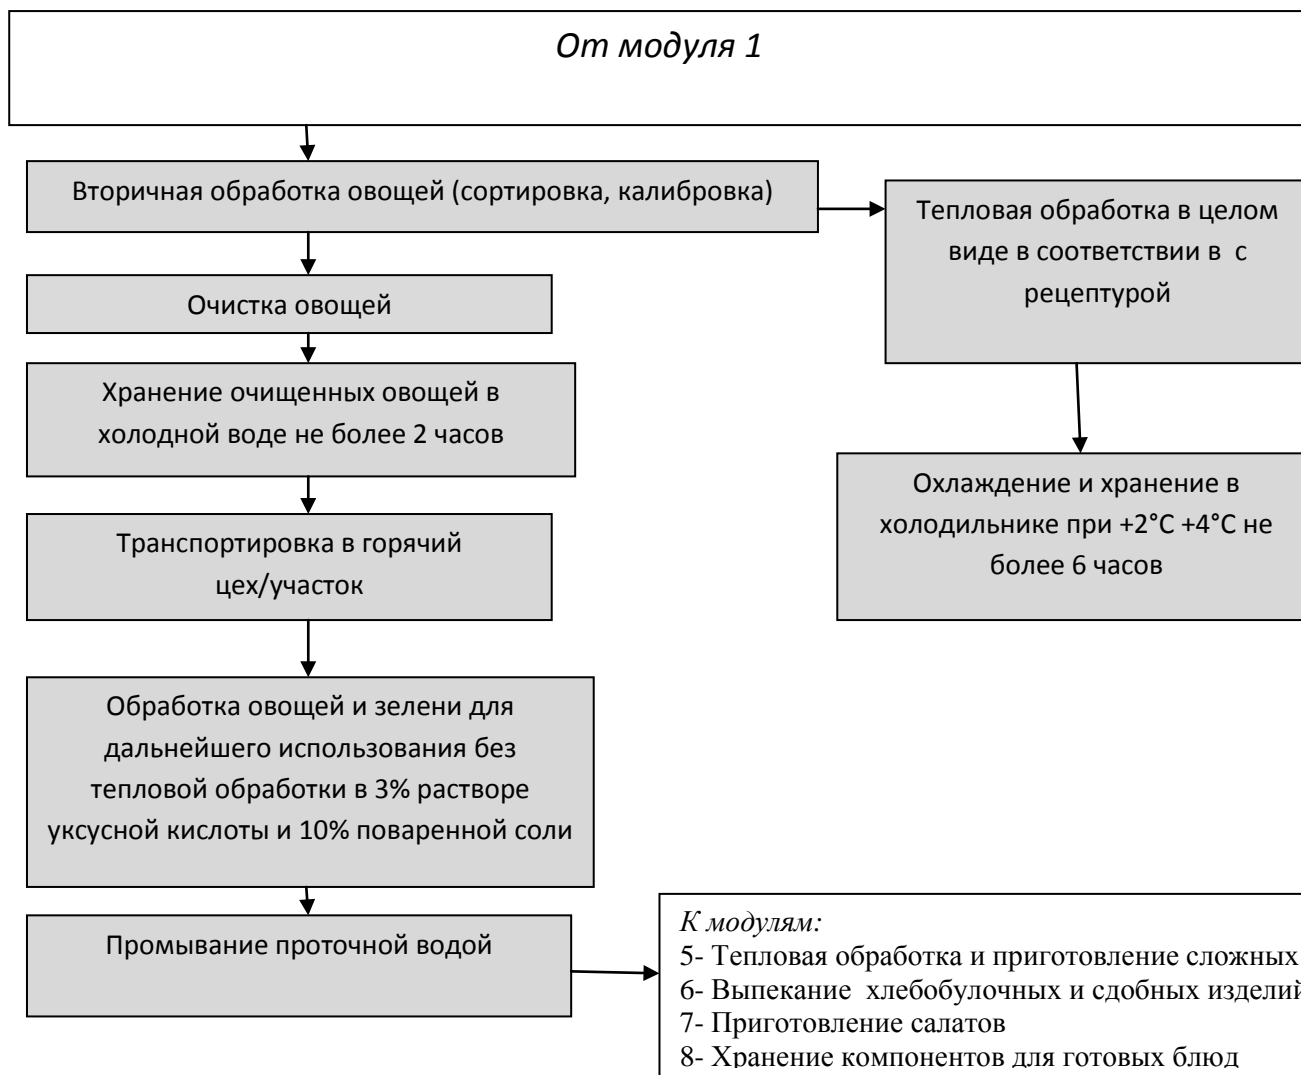 От модуля 1
Вторичная обработка овощей (сортировка, калибровка)
Тепловая обработка в целом
виде в соответствии в с
рецептурой
Очистка овощей
Хранение очищенных овощей в
холодной воде не более 2 часов
Охлаждение и хранение в
холодильнике при +2°С +4°С не
более 6 часов
Транспортировка в горячий
цех/участок
Обработка овощей и зелени для
дальнейшего использования без
тепловой обработки в 3% растворе
уксусной кислоты и 10% поваренной соли
Промывание проточной водой
К модулям:
5- Тепловая обработка и приготовление сложных
6- Выпекание хлебобулочных и сдобных изделий
7- Приготовление салатов
8- Хранение компонентов для готовых блюд